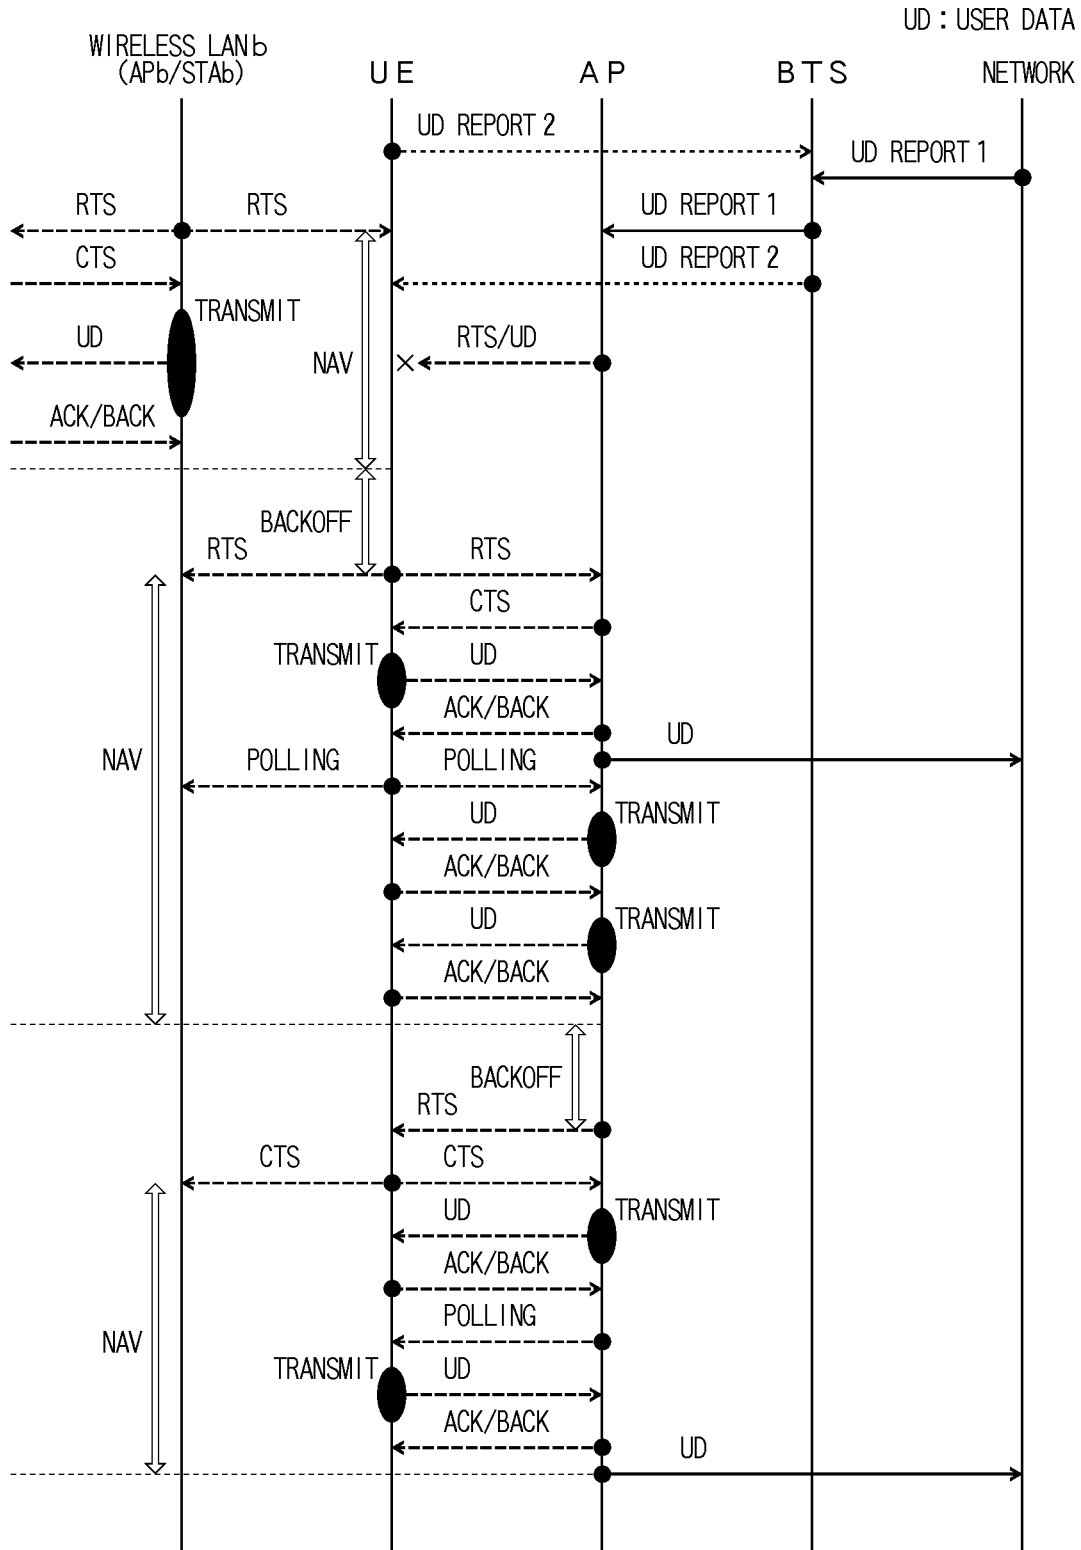 UD : USER DATA
WIRELESS LANb
(APb/STAb)
UE
AP
BTS
NETWORK
UD REPORT 2
UD REPORT 1
RTS
RTS
UD REPORT 1
CTS
UD REPORT 2
TRANSMIT
UD
NAV
×
RTS/UD
ACK/BACK
BACKOFF
RTS
RTS
CTS
TRANSMIT
UD
ACK/BACK
UD
NAV
POLLING
POLLING
UD
TRANSMIT
ACK/BACK
UD
TRANSMIT
ACK/BACK
BACKOFF
RTS
CTS
CTS
UD
TRANSMIT
ACK/BACK
POLLING
NAV
TRANSMIT
UD
ACK/BACK
UD